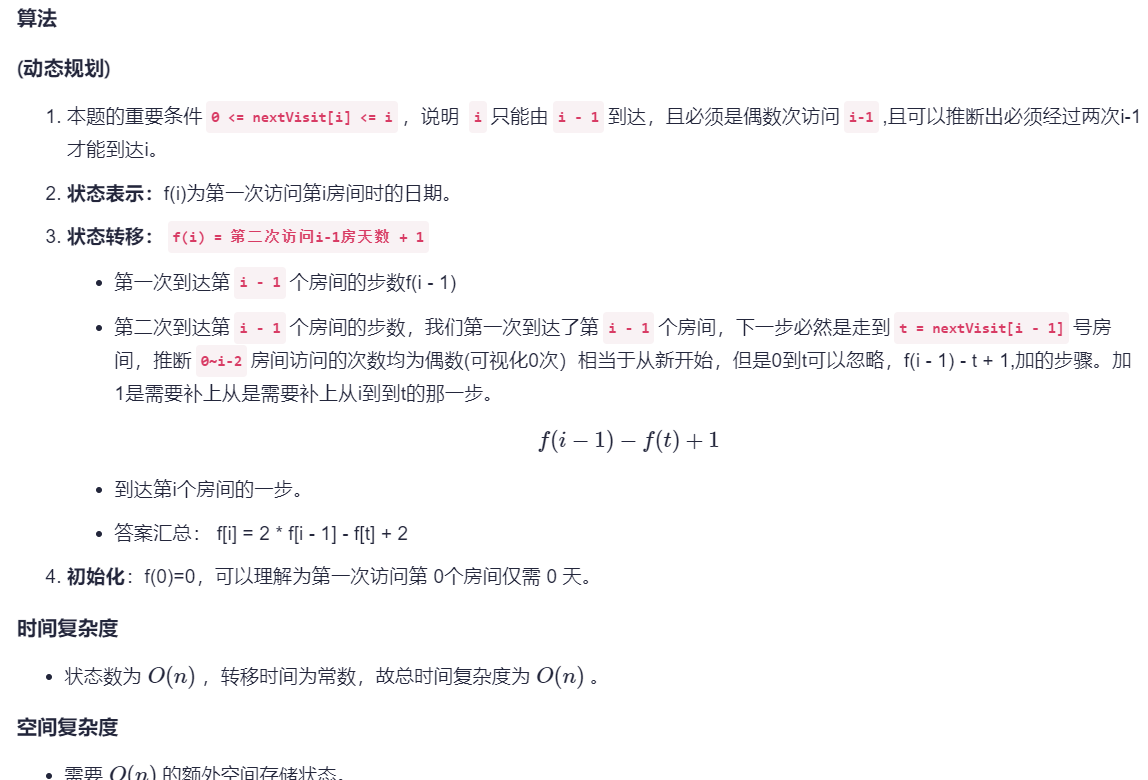 算法
(动态规划)
1. 本题的重要条件 0 <= nextVisit[i] <= i ，说明 i 只能由 i - 1 到达，且必须是偶数次访问 i-1 ,且可以推断出必须经过两次i-1
才能到达i。
2. 状态表示：f(i)为第一次访问第i房间时的日期。
3. 状态转移： f(i) = 第二次访问i-1房天数 + 1
• 第一次到达第 i - 1 个房间的步数f(i - 1)
• 第二次到达第 i - 1 个房间的步数，我们第一次到达了第 i - 1 个房间，下一步必然是走到 t = nextVisit[i - 1] 号房
间，推断 0~i-2 房间访问的次数均为偶数(可视化0次）相当于从新开始，但是0到t可以忽略，f(i - 1) - t + 1,加的步骤。加
1是需要补上从是需要补上从i到到t的那一步。
f(i − 1) − f(t) + 1
• 到达第i个房间的一步。
• 答案汇总： f[i] = 2 * f[i - 1] - f[t] + 2
4. 初始化：f(0)=0，可以理解为第一次访问第 0个房间仅需 0 天。
时间复杂度
• 状态数为 O(n) ，转移时间为常数，故总时间复杂度为 O(n) 。
空间复杂度
• 需要 O(n) 的额外空间存储状态。